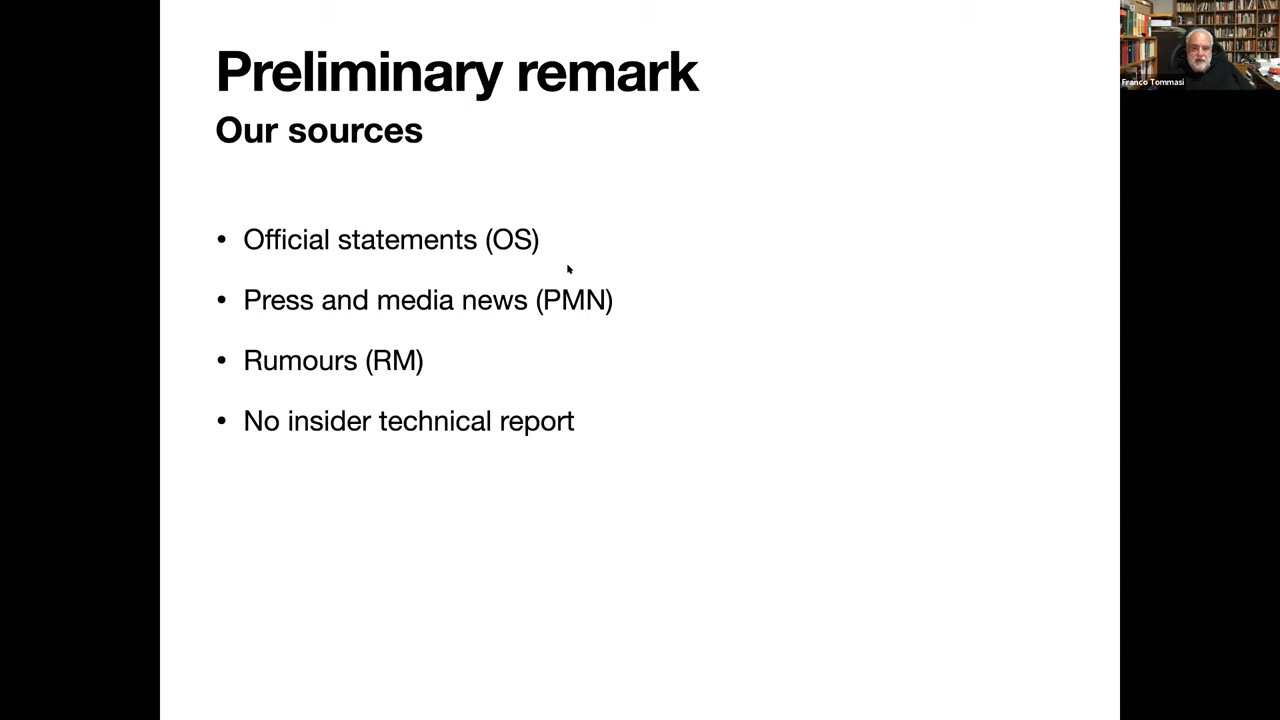 Preliminary remark
Our sources
• Official statements (OS)
• Press and media news (PMN)
• Rumours (RM)
• No insider technical report
Franco Tommasi